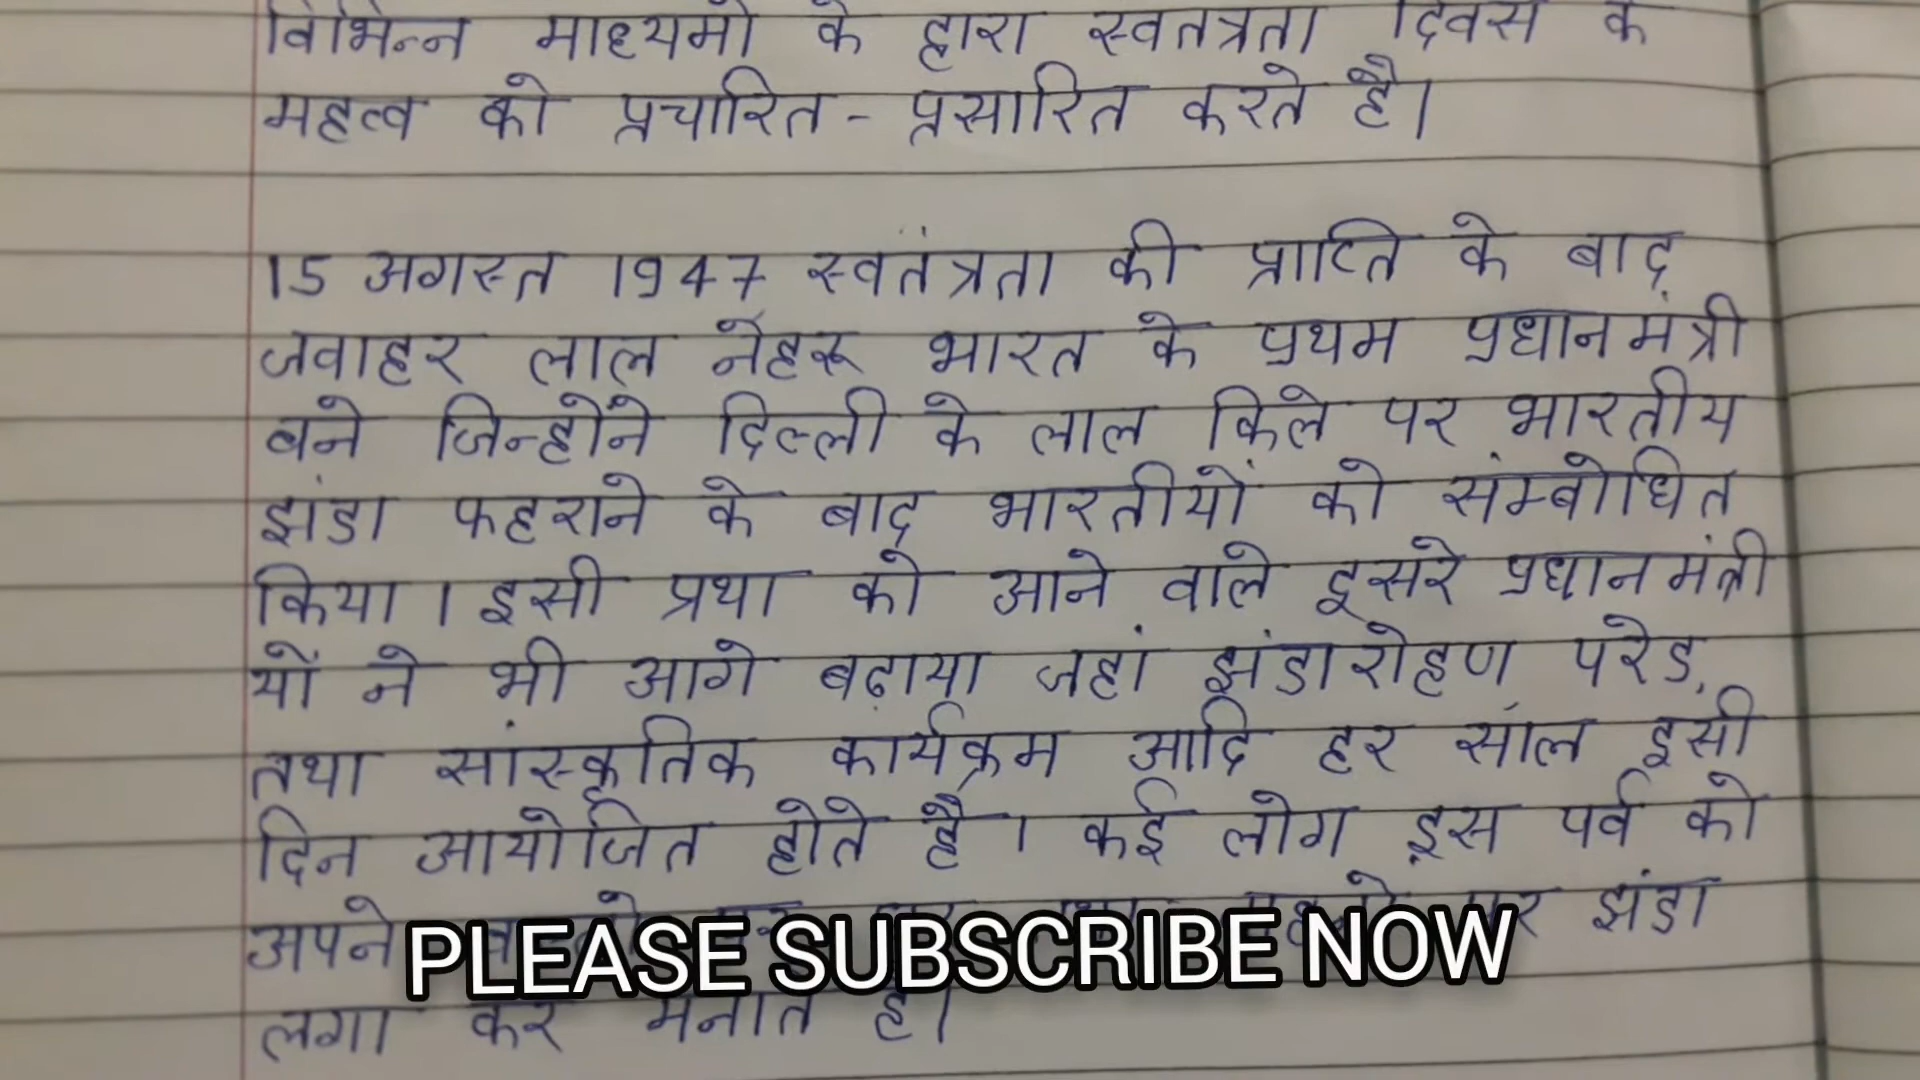 विभिन्न माध्यमों के द्वारा स्वतंत्रता दिवस के
महत्व को प्रचारित - प्रसारित करते है।
15 अगस्त 1947 स्वतंत्रता की प्राप्ति के बाद
जवाहर लाल नेहरू भारत के प्रथम प्रधानमंत्री
बने जिन्होंने दिल्ली के लाल किले पर भारतीय
झंडा फहराने के बाद भारतीयों को संम्बोधित
किया। इसी प्रथा को आने वाले दूसरे प्रधानमंत्री
यों ने भी आगे बढ़ाया जहां झंडारोहण परेड,
तथा सांस्कृतिक कार्यक्रम आदि हर साल इसी
दिन आयोजित होते है। कई लोग इस पर्व को
अपने पर झंडा
PLEASE SUBSCRIBE NOW
लगा कर मनाते है।